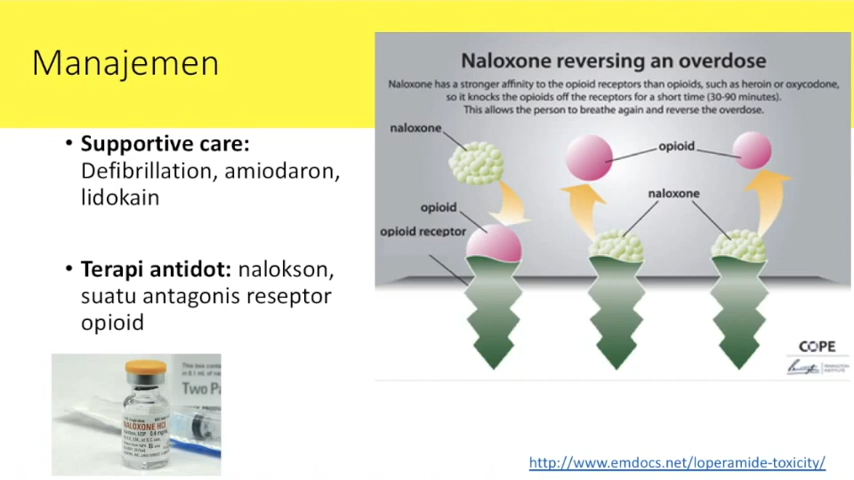 Manajemen
• Supportive care:
Defibrillation, amiodaron,
lidokain
• Terapi antidot: nalokson,
suatu antagonis reseptor
opioid
Naloxone reversing an overdose
Naloxone has a stronger affinity to the opioid receptors than opioids, such as heroin or oxycodone,
so it knocks the opioids off the receptors for a short time (30-90 minutes).
This allows the person to breathe again and reverse the overdose.
naloxone
opioid
opioid
naloxone
opioid receptor
COPE
Two Pa
NALOXONE HCl
http://www.emdocs.net/loperamide-toxicity/